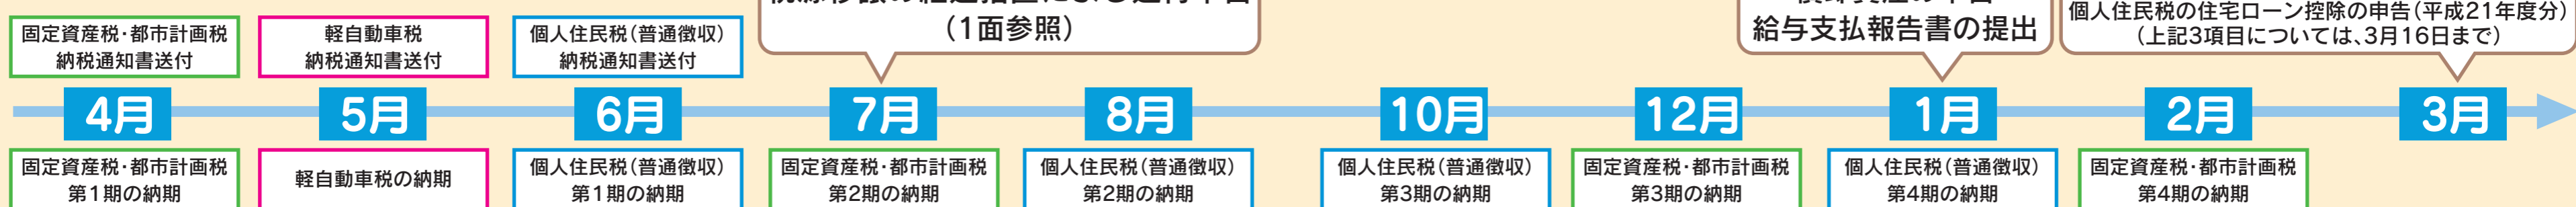 固定資産税・都市計画税
納税通知書送付
軽自動車税
納税通知書送付
個人住民税(普通徴収)
納税通知書送付
(1面参照)
給与支払報告書の提出
個人住民税の住宅ローン控除の申告(平成21年度分)
(上記3項目については、3月16日まで)
4月
5月
6月
7月
8月
10月
12月
1月
2月
3月
固定資産税・都市計画税
第1期の納期
軽自動車税の納期
個人住民税(普通徴収)
第1期の納期
固定資産税・都市計画税
第2期の納期
個人住民税(普通徴収)
第2期の納期
個人住民税(普通徴収)
第3期の納期
固定資産税・都市計画税
第3期の納期
個人住民税(普通徴収)
第4期の納期
固定資産税・都市計画税
第4期の納期